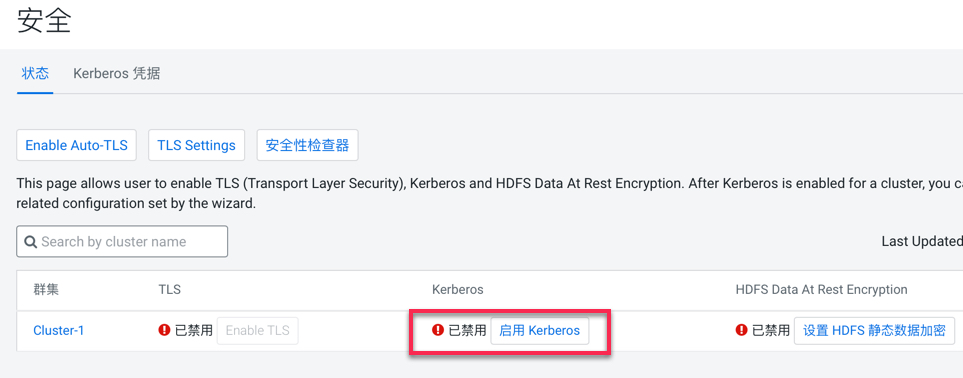 安全
状态 Kerberos 凭据
Enable Auto-TLS TLS Settings 安全性检查器
This page allows user to enable TLS (Transport Layer Security), Kerberos and HDFS Data At Rest Encryption. After Kerberos is enabled for a cluster, you c
related configuration set by the wizard.
Search by cluster name Last Updated
群集 TLS Kerberos HDFS Data At Rest Encryption
Cluster-1 已禁用 Enable TLS 已禁用 启用 Kerberos 已禁用 设置 HDFS 静态数据加密